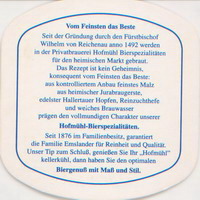 Vom Feinsten das Beste
Seit der Gründung durch den Fürstbischof
Wilhelm von Reichenau anno 1492 werden
in der Privatbrauerei Hofmühl Bierspezialitäten
für den heimischen Markt gebraut.
Das Rezept ist kein Geheimnis,
konsequent vom Feinsten das Beste:
aus kontrolliertem Anbau feinstes Malz
aus heimischer Jurabraugerste,
edelster Hallertauer Hopfen, Reinzuchthefe
und weiches Brauwasser
prägen den vollmundigen Charakter unserer
Hofmühl-Bierspezialitäten.
Seit 1876 im Familienbesitz, garantiert
die Familie Emslander für Reinheit und Qualität.
Unser Tip zum Schluß, genießen Sie Ihr „Hofmühl"
kellerkühl, dann haben Sie den optimalen
Biergenuß mit Maß und Stil.